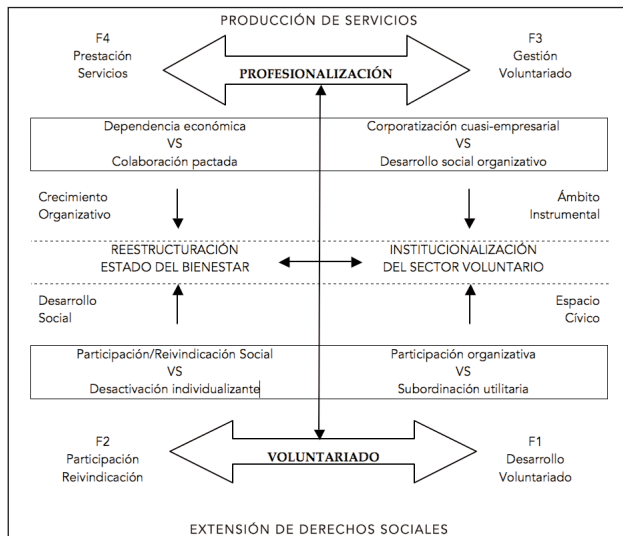 PRODUCCIÓN DE SERVICIOS
F4
Prestación
Servicios
PROFESIONALIZACIÓN
F3
Gestión
Voluntariado
Dependencia económica
VS
Colaboración pactada
Corporatización cuasi-empresarial
VS
Desarrollo social organizativo
Crecimiento
Organizativo
Ámbito
Instrumental
REESTRUCTURACIÓN
ESTADO DEL BIENESTAR
INSTITUCIONALIZACIÓN
DEL SECTOR VOLUNTARIO
Desarrollo
Social
Espacio
Cívico
Participación/Reivindicación Social
VS
Desactivación individualizante
Participación organizativa
VS
Subordinación utilitaria
F2
Participación
Reivindicación
VOLUNTARIADO
F1
Desarrollo
Voluntariado
EXTENSIÓN DE DERECHOS SOCIALES